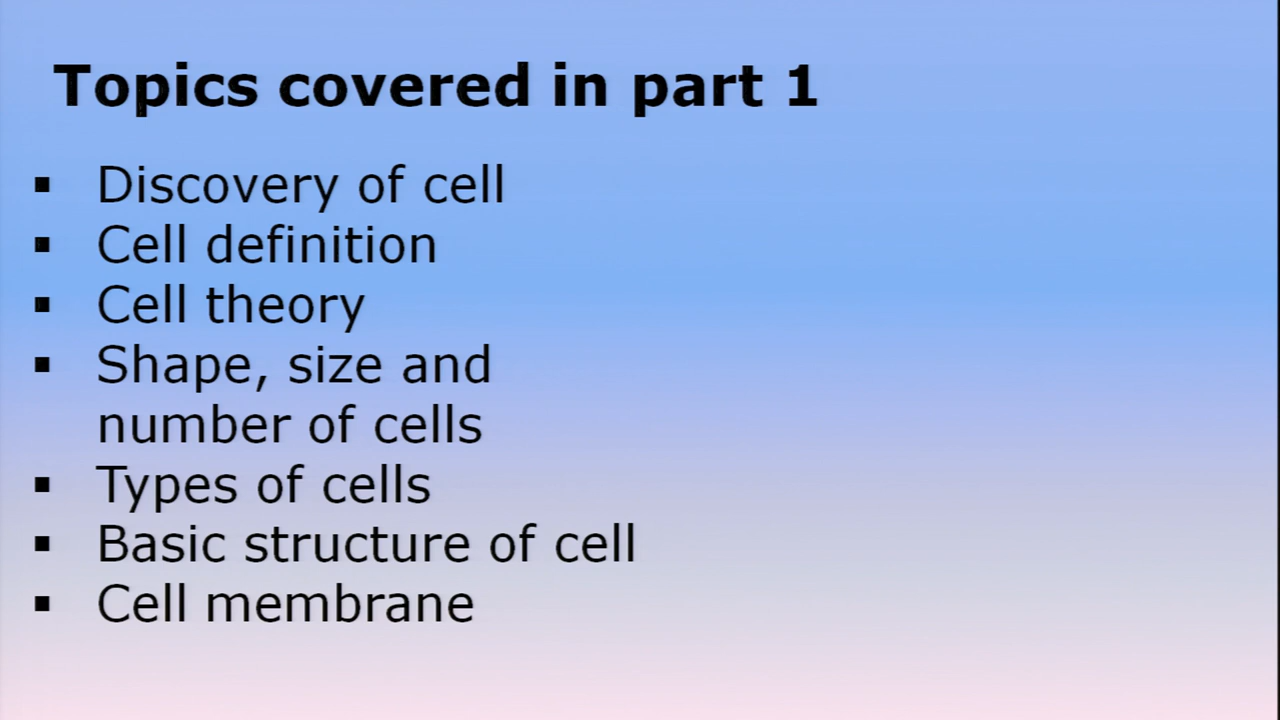 Topics covered in part 1
▪ Discovery of cell
▪ Cell definition
▪ Cell theory
▪ Shape, size and
number of cells
▪ Types of cells
▪ Basic structure of cell
▪ Cell membrane